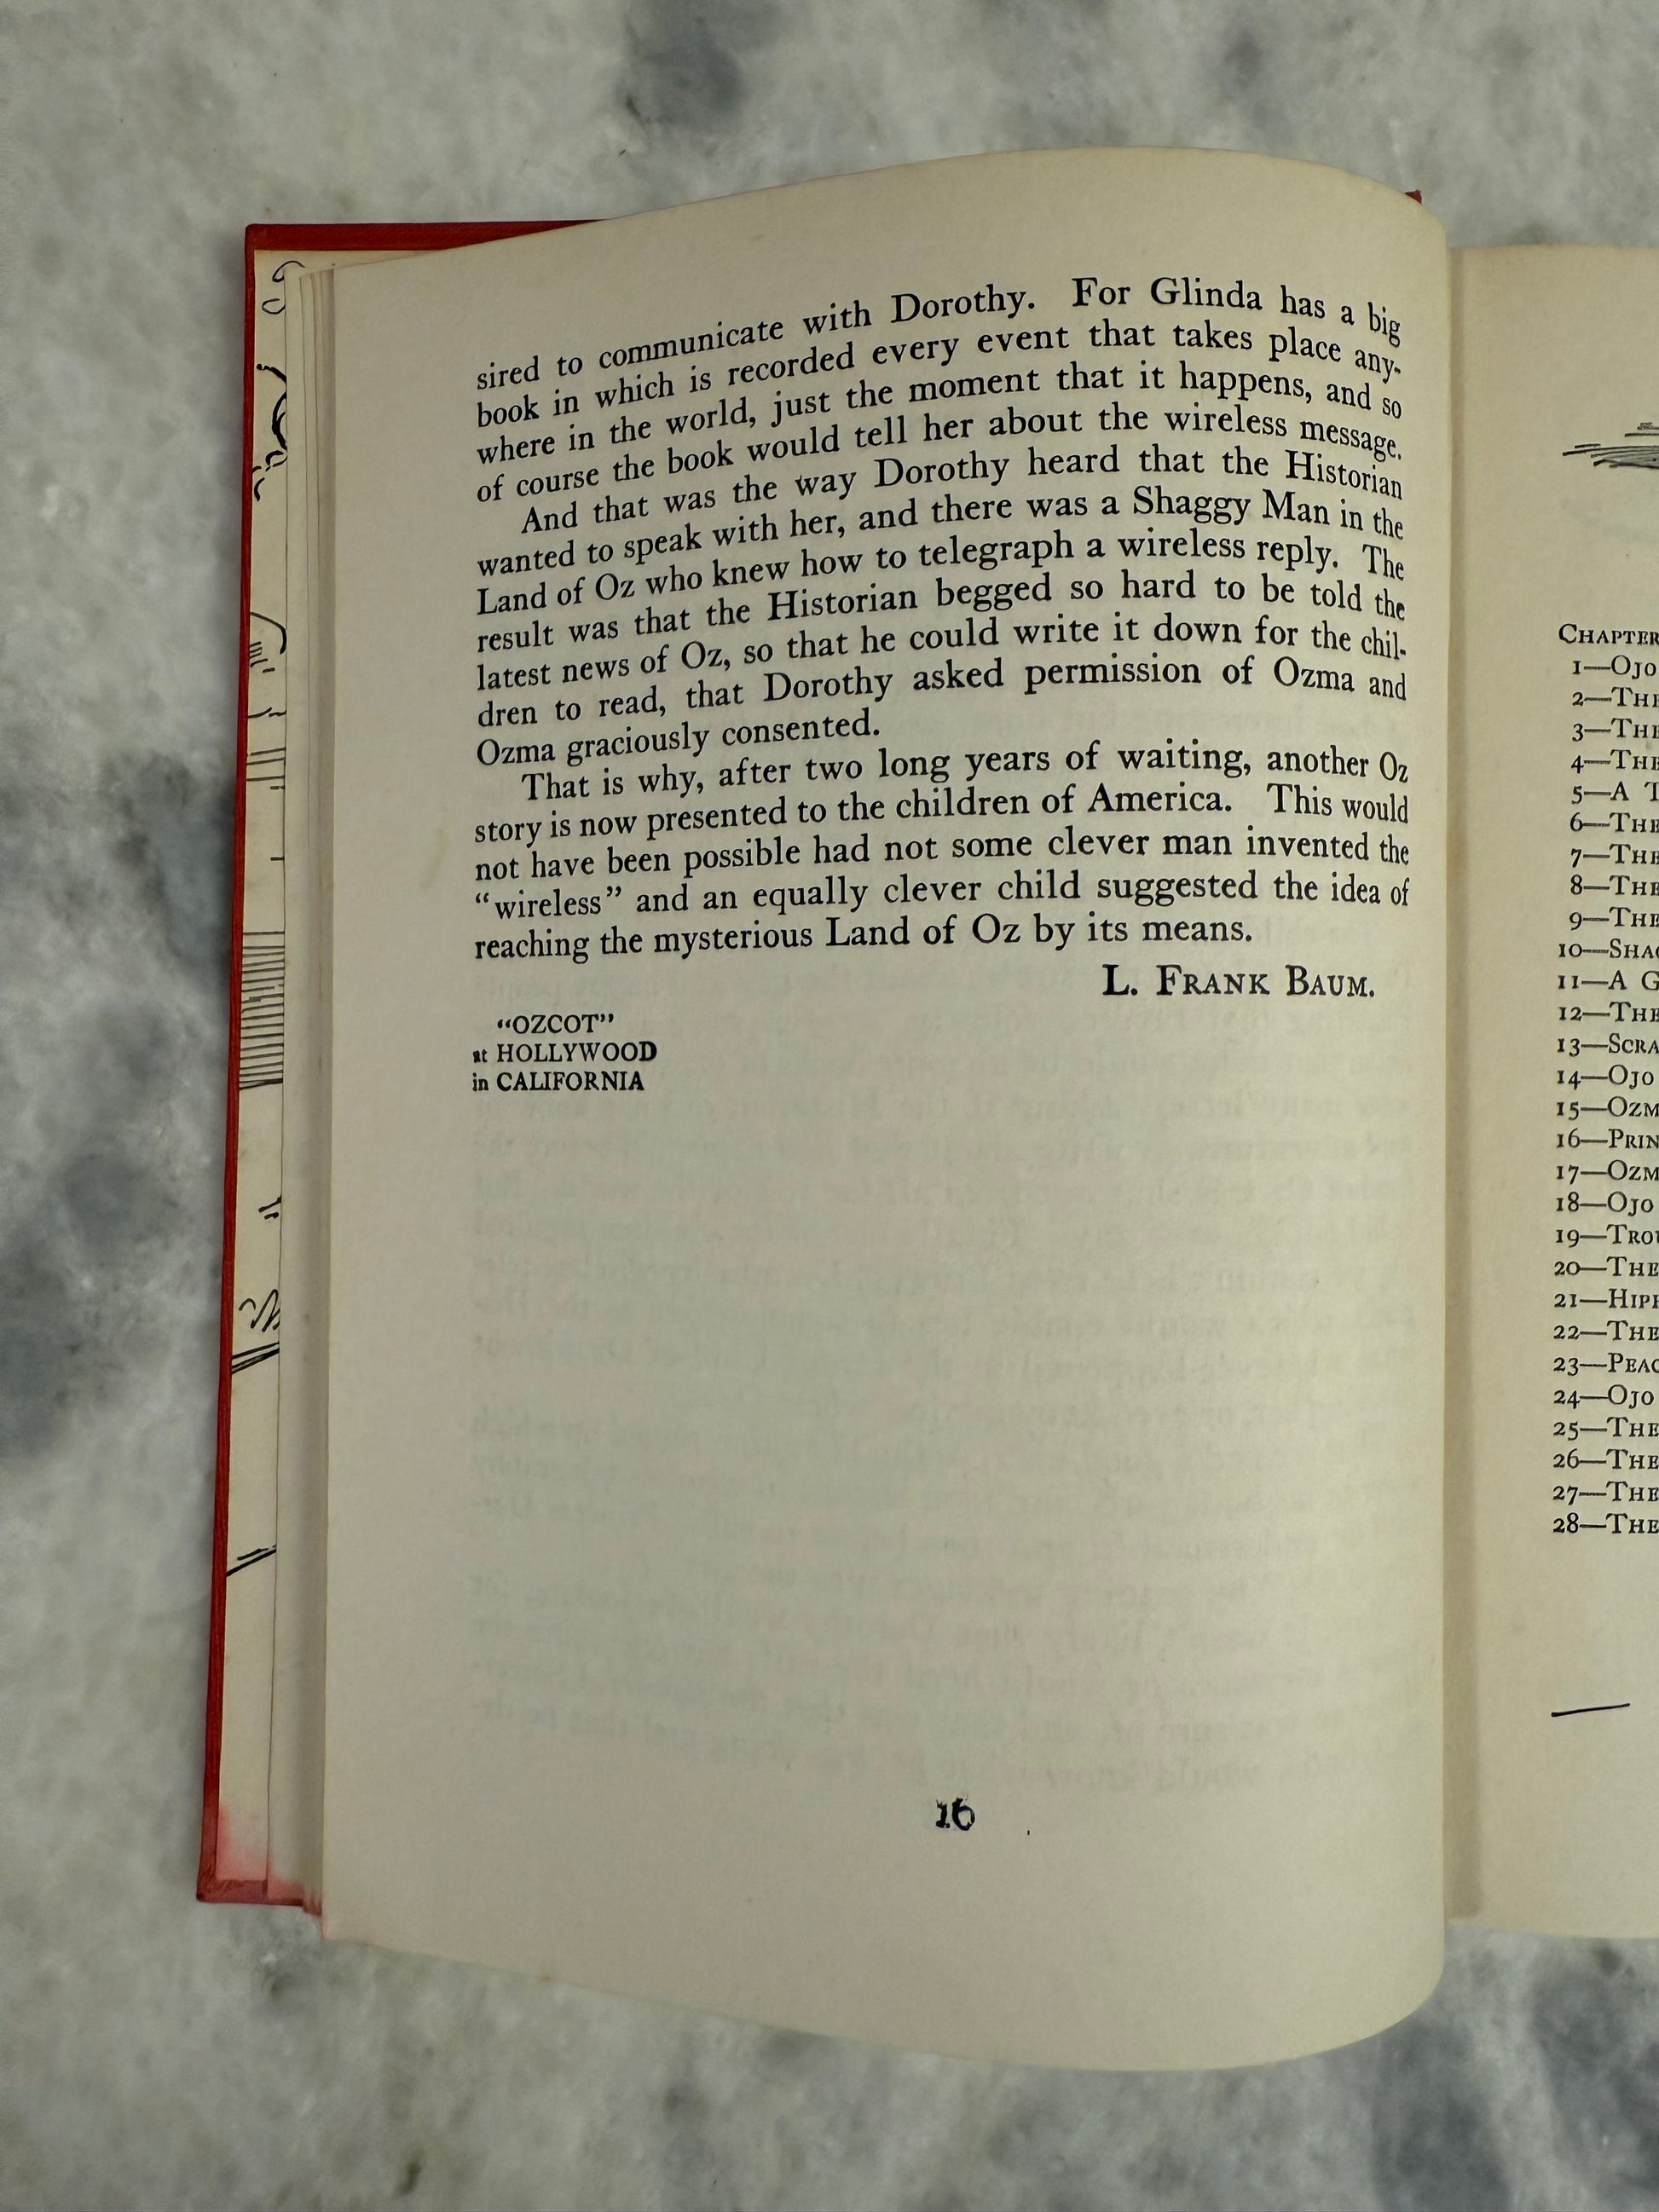 sired to communicate with Dorothy. For Glinda has a big
book in which is recorded every event that takes place any-
where in the world, just the moment that it happens, and so
of course the book would tell her about the wireless message.
And that was the way Dorothy heard that the Historian
wanted to speak with her, and there was a Shaggy Man in the
Land of Oz who knew how to telegraph a wireless reply. The
result was that the Historian begged so hard to be told the
latest news of Oz, so that he could write it down for the chil-
dren to read, that Dorothy asked permission of Ozma and
Ozma graciously consented.
That is why, after two long years of waiting, another Oz
story is now presented to the children of America. This would
not have been possible had not some clever man invented the
“wireless” and an equally clever child suggested the idea of
reaching the mysterious Land of Oz by its means.
L. FRANK BAUM.
“OZCOT”
at HOLLYWOOD
in CALIFORNIA
16
CHAPTER
1—OJO
2—THE
3—THE
4—THE
5—A
6—THE
7—THE
8—THE
9—THE
10—
11—A
12—THE
13—
14—OJO
15—
16—
17—
18—OJO
19—
20—THE
21—
22—THE
23—
24—OJO
25—THE
26—THE
27—THE
28—THE